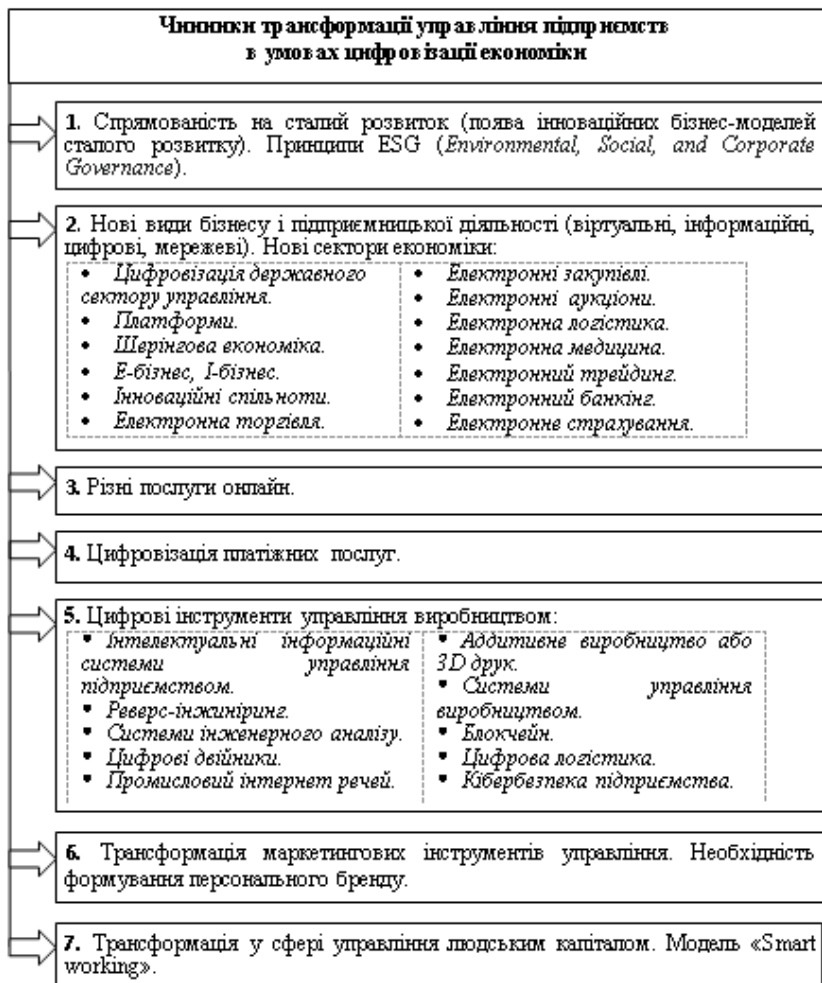 Чинники трансформації управління підприємств
в умовах цифровізації економіки
1. Спрямованість на сталий розвиток (поява інноваційних бізнес-моделей
сталого розвитку). Принципи ESG (Environmental, Social, and Corporate
Governance).
2. Нові види бізнесу і підприємницької діяльності (віртуальні, інформаційні,
цифрові, мережеві). Нові сектори економіки:
• Цифровізація державного
сектору управління.
• Платформи.
• Шерінгова економіка.
• Е-бізнес, І-бізнес.
• Інноваційні спільноти.
• Електронна торгівля.
• Електронні закупівлі.
• Електронні аукціони.
• Електронна логістика.
• Електронна медицина.
• Електронний трейдинг.
• Електронний банкінг.
• Електронне страхування.
3. Різні послуги онлайн.
4. Цифровізація платіжних послуг.
5. Цифрові інструменти управління виробництвом:
▪ Інтелектуальні інформаційні
системи управління
підприємством.
▪ Реверс-інжиніринг.
▪ Системи інженерного аналізу.
▪ Цифрові двійники.
▪ Промисловий інтернет речей.
▪ Аддитивне виробництво або
3D друк.
▪ Системи управління
виробництвом.
▪ Блокчейн.
▪ Цифрова логістика.
▪ Кібербезпека підприємства.
6. Трансформація маркетингових інструментів управління. Необхідність
формування персонального бренду.
7. Трансформація у сфері управління людським капіталом. Модель «Smart
working».